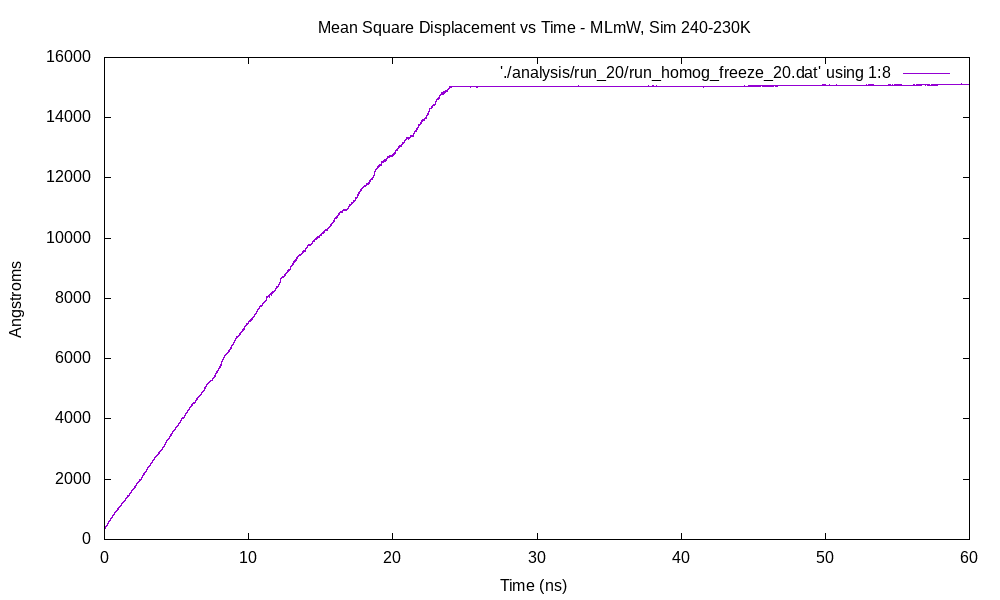 Mean Square Displacement vs Time - MLmW, Sim 240-230K
'./analysis/run_20/run_homog_freeze_20.dat' using 1:8
16000
14000
12000
10000
8000
6000
4000
2000
0
Angstroms
0 10 20 30 40 50 60
Time (ns)